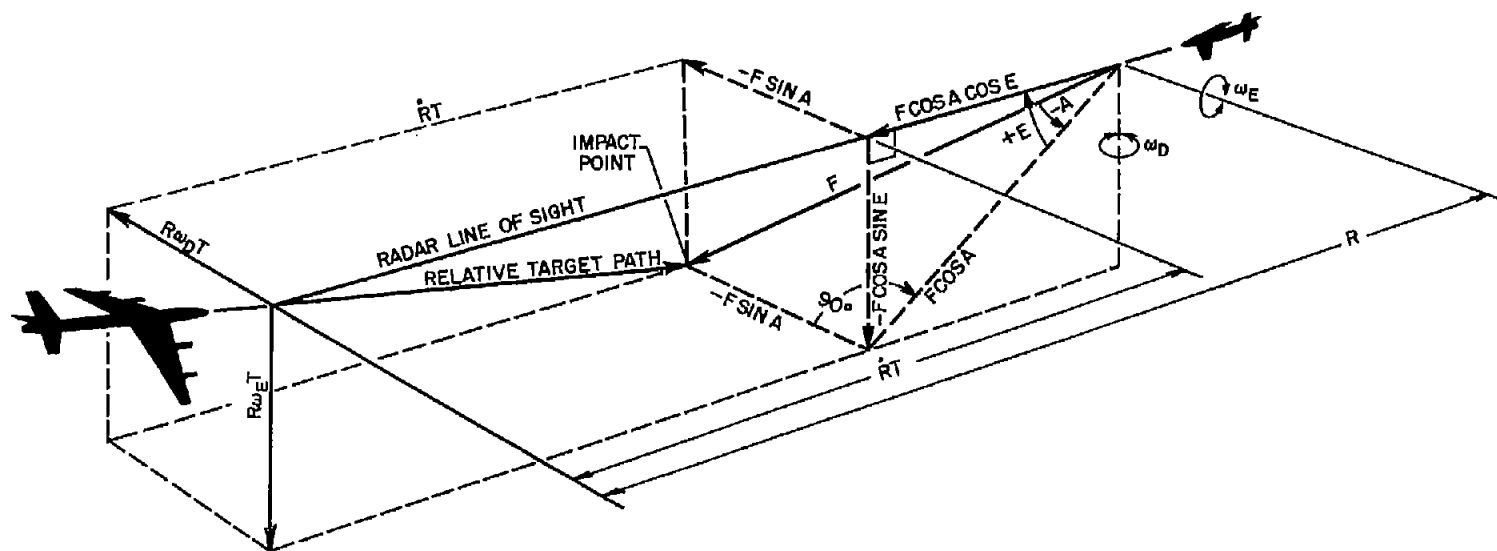 -F SIN A
ṘT
F COS A COS E
-A
+E
ωE
ωD
IMPACT
POINT
F
RωDT
RADAR LINE OF SIGHT
-F COS A SIN E
RELATIVE TARGET PATH
F COS A
R
-F SIN A
90°
ṘT
RωET